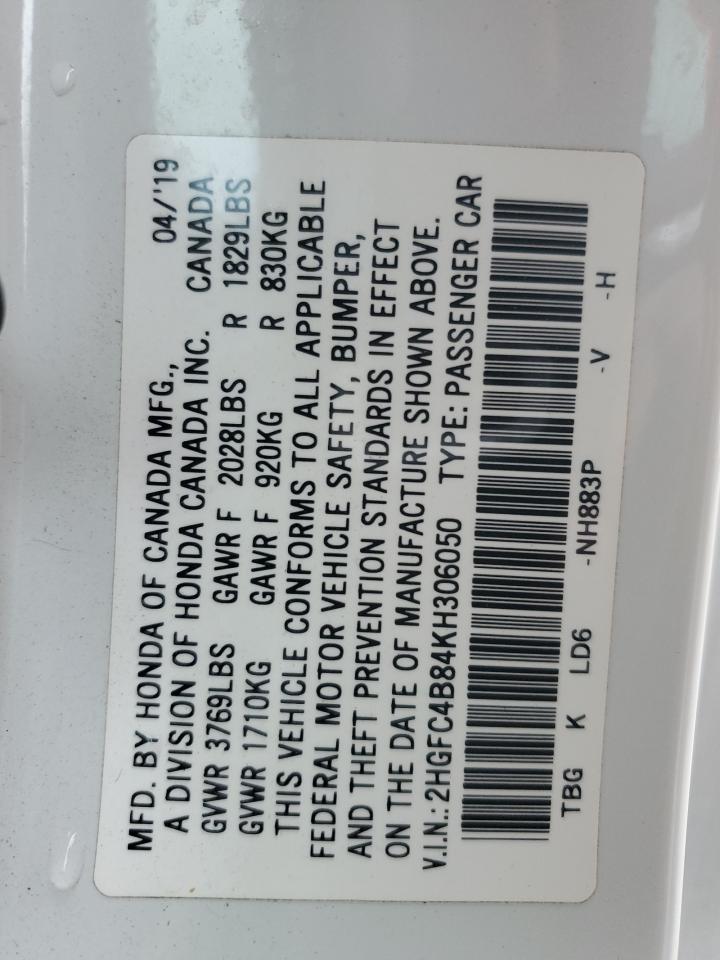 MFD. BY HONDA OF CANADA MFG., 04/'19
A DIVISION OF HONDA CANADA INC. CANADA
GVWR 3769LBS GAWR F 2028LBS R 1829LBS
GVWR 1710KG GAWR F 920KG R 830KG
THIS VEHICLE CONFORMS TO ALL APPLICABLE
FEDERAL MOTOR VEHICLE SAFETY, BUMPER,
AND THEFT PREVENTION STANDARDS IN EFFECT
ON THE DATE OF MANUFACTURE SHOWN ABOVE.
V.I.N.: 2HGFC4B84KH306050 TYPE: PASSENGER CAR
TBG K LD6 -NH883P -V -H